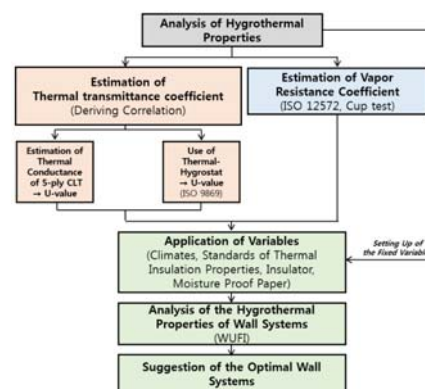 Analysis of Hygrothermal
Properties
Estimation of
Thermal transmittance coefficient
(Deriving Correlation)
Estimation of Vapor
Resistance Coefficient
(ISO 12572, Cup test)
Estimation of
Thermal
Conductance
of 5-ply CLT
→ U-value
Use of
Thermal-
Hygrostat
→ U-value
(ISO 9869)
Application of Variables
(Climates, Standards of Thermal
Insulation Properties, Insulator,
Moisture Proof Paper)
Setting Up of
the Fixed Variabl
Analysis of the Hygrothermal
Properties of Wall Systems
(WUFI)
Suggestion of the Optimal Wall
Systems